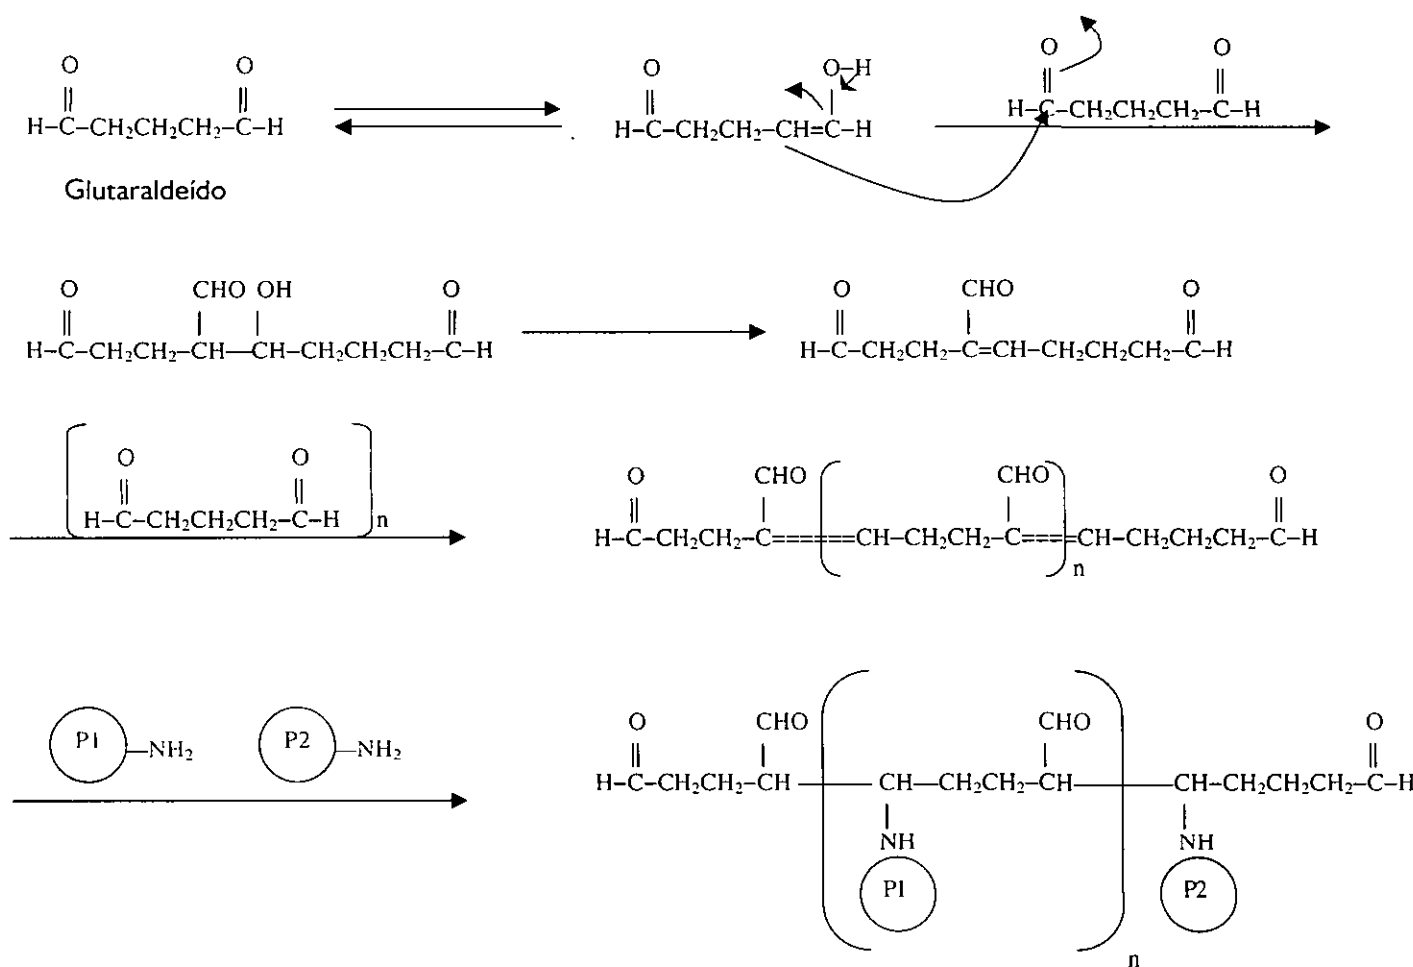 O O O O–H O O
H–C–CH₂CH₂CH₂–C–H H–C–CH₂CH₂–CH=C–H H–C–CH₂CH₂CH₂–C–H
Glutaraldeído
O CHO OH O O CHO O
H–C–CH₂CH₂–CH–CH–CH₂CH₂CH₂–C–H H–C–CH₂CH₂–C=CH–CH₂CH₂CH₂–C–H
O O O CHO CHO O
H–C–CH₂CH₂CH₂–C–H n H–C–CH₂CH₂–C=====CH–CH₂CH₂–C===CH–CH₂CH₂CH₂–C–H
n
O CHO CHO O
P1 –NH₂ P2 –NH₂
H–C–CH₂CH₂–CH–CH–CH₂CH₂–CH–CH–CH₂CH₂CH₂–C–H
NH NH
P1 P2
n